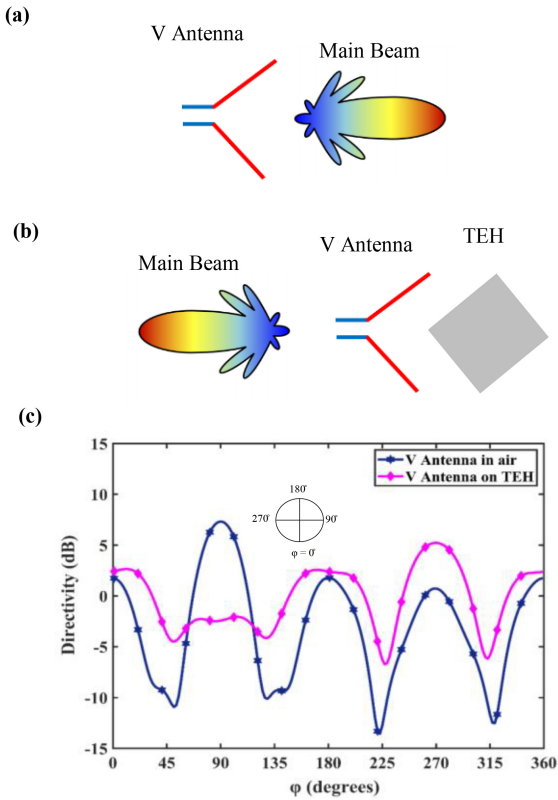 (a)
V Antenna
Main Beam
(b)
TEH
V Antenna
Main Beam
(c)
15
10
5
0
-5
-10
-15
Directivity (dB)
V Antenna in air
V Antenna on TEH
180°
270°
90°
φ = 0°
0
45
90
135
180
225
270
315
360
φ (degrees)